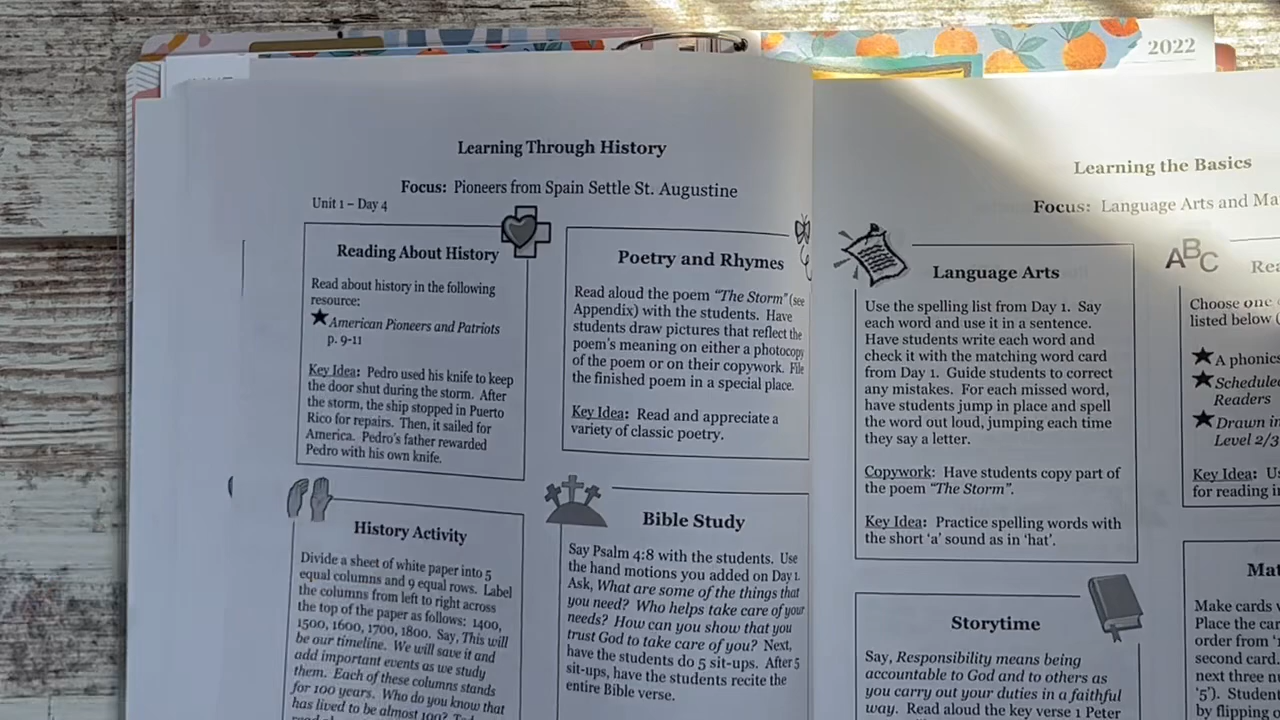 2022
Learning Through History
Focus: Pioneers from Spain Settle St. Augustine
Unit 1 – Day 4
Reading About History
Read about history in the following
resource:
American Pioneers and Patriots
p. 9-11
Key Idea: Pedro used his knife to keep
the door shut during the storm. After
the storm, the ship stopped in Puerto
Rico for repairs. Then, it sailed for
America. Pedro's father rewarded
Pedro with his own knife.
Poetry and Rhymes
Read aloud the poem "The Storm" (see
Appendix) with the students. Have
students draw pictures that reflect the
poem's meaning on either a photocopy
of the poem or on their copywork. File
the finished poem in a special place.
Key Idea: Read and appreciate a
variety of classic poetry.
History Activity
Divide a sheet of white paper into 5
equal columns and 9 equal rows. Label
the columns from left to right across
the top of the paper as follows: 1400,
1500, 1600, 1700, 1800. Say, This will
be our timeline. We will save it and
add important events as we study
them. Each of these columns stands
for 100 years. Who do you know that
has lived to be almost 100?
Bible Study
Say Psalm 4:8 with the students. Use
the hand motions you added on Day 1.
Ask, What are some of the things that
you need? Who helps take care of your
needs? How can you show that you
trust God to take care of you? Next,
have the students do 5 sit-ups. After 5
sit-ups, have the students recite the
entire Bible verse.
Learning the Basics
Focus: Language Arts and Ma
Language Arts
Use the spelling list from Day 1. Say
each word and use it in a sentence.
Have students write each word and
check it with the matching word card
from Day 1. Guide students to correct
any mistakes. For each missed word,
have students jump in place and spell
the word out loud, jumping each time
they say a letter.
Copywork: Have students copy part of
the poem "The Storm".
Key Idea: Practice spelling words with
the short 'a' sound as in 'hat'.
Storytime
Say, Responsibility means being
accountable to God and to others as
you carry out your duties in a faithful
way. Read aloud the key verse 1 Peter
ABC
Rea
Choose one
listed below (
A phonics
Scheduled
Readers
Drawn in
Level 2/3
Key Idea: Us
for reading in
Mat
Make cards w
Place the car
order from '1
second card.
next three nu
'5'). Student
by flipping o